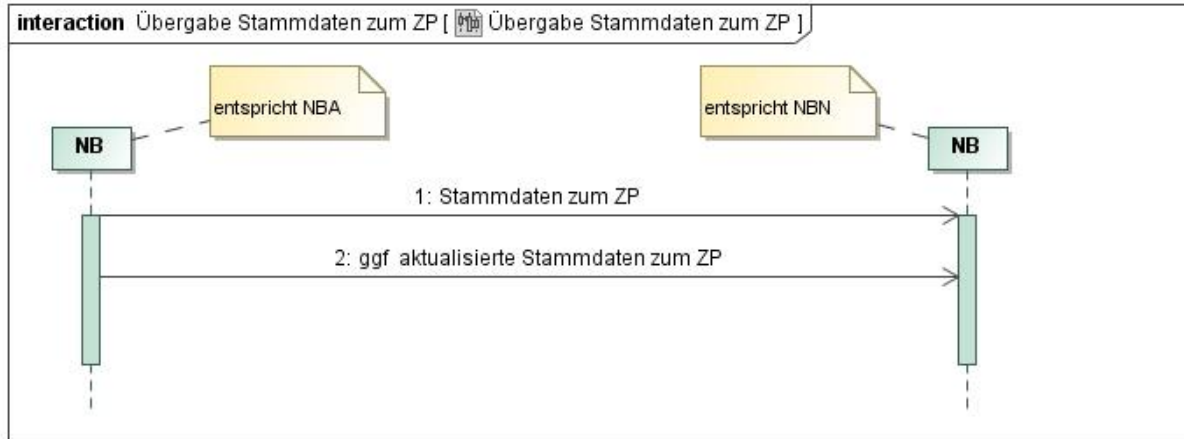 interaction Übergabe Stammdaten zum ZP [ Übergabe Stammdaten zum ZP ]
entspricht NBA
entspricht NBN
NB
NB
1: Stammdaten zum ZP
2: ggf aktualisierte Stammdaten zum ZP